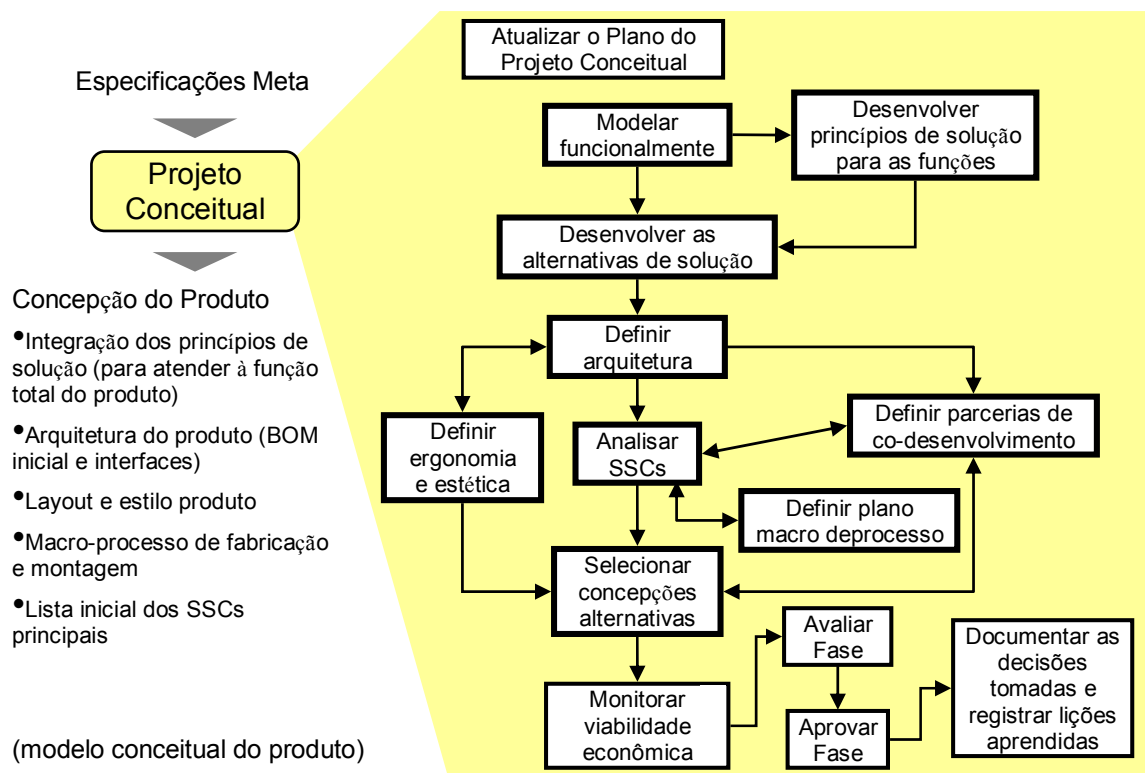 Especificações Meta
Projeto
Conceitual
Concepção do Produto
•Integração dos princípios de
solução (para atender à função
total do produto)
•Arquitetura do produto (BOM
inicial e interfaces)
•Layout e estilo produto
•Macro-processo de fabricação
e montagem
•Lista inicial dos SSCs
principais
(modelo conceitual do produto)
Atualizar o Plano do
Projeto Conceitual
Modelar
funcionalmente
Desenvolver
princípios de solução
para as funções
Desenvolver as
alternativas de solução
Definir
arquitetura
Definir
ergonomia
e estética
Analisar
SSCs
Definir parcerias de
co-desenvolvimento
Definir plano
macro deprocesso
Selecionar
concepções
alternativas
Monitorar
viabilidade
econômica
Avaliar
Fase
Aprovar
Fase
Documentar as
decisões
tomadas e
registrar lições
aprendidas